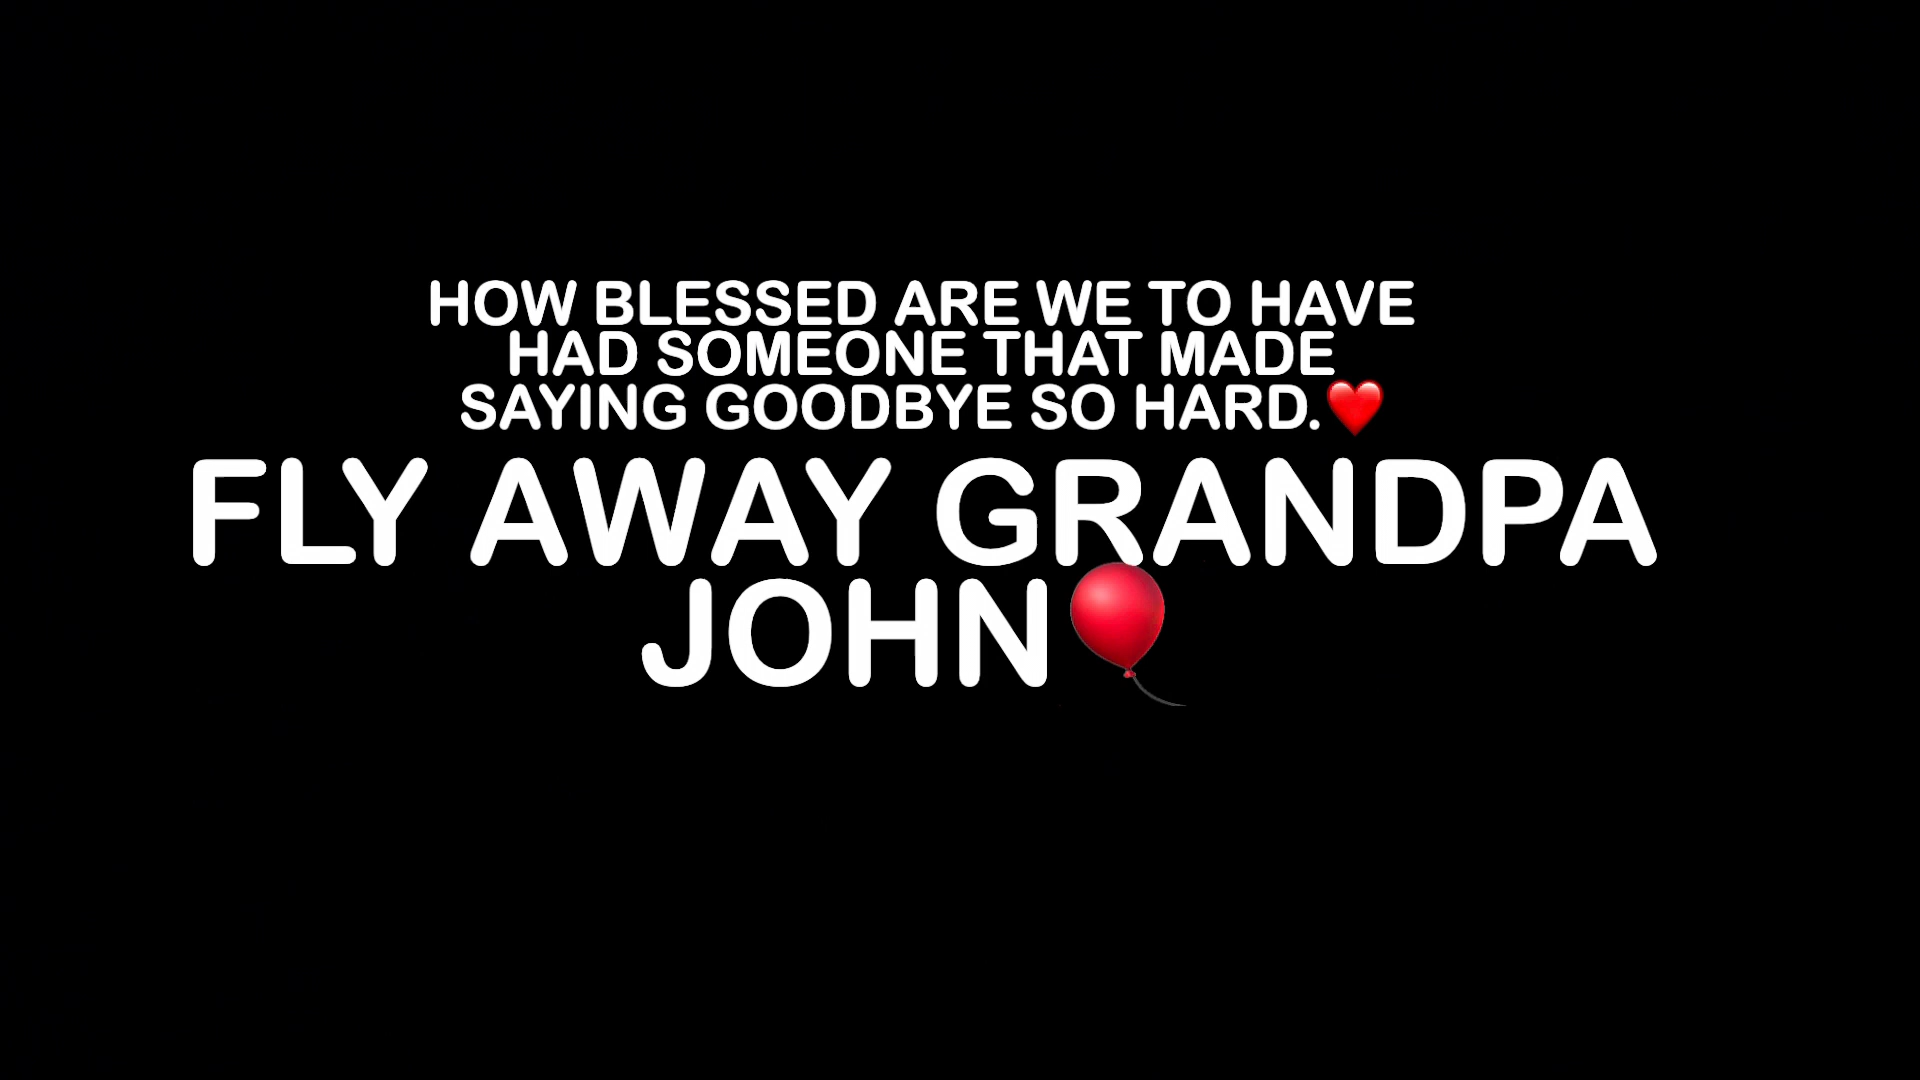 HOW BLESSED ARE WE TO HAVE
HAD SOMEONE THAT MADE
SAYING GOODBYE SO HARD.❤️
FLY AWAY GRANDPA
JOHN🎈